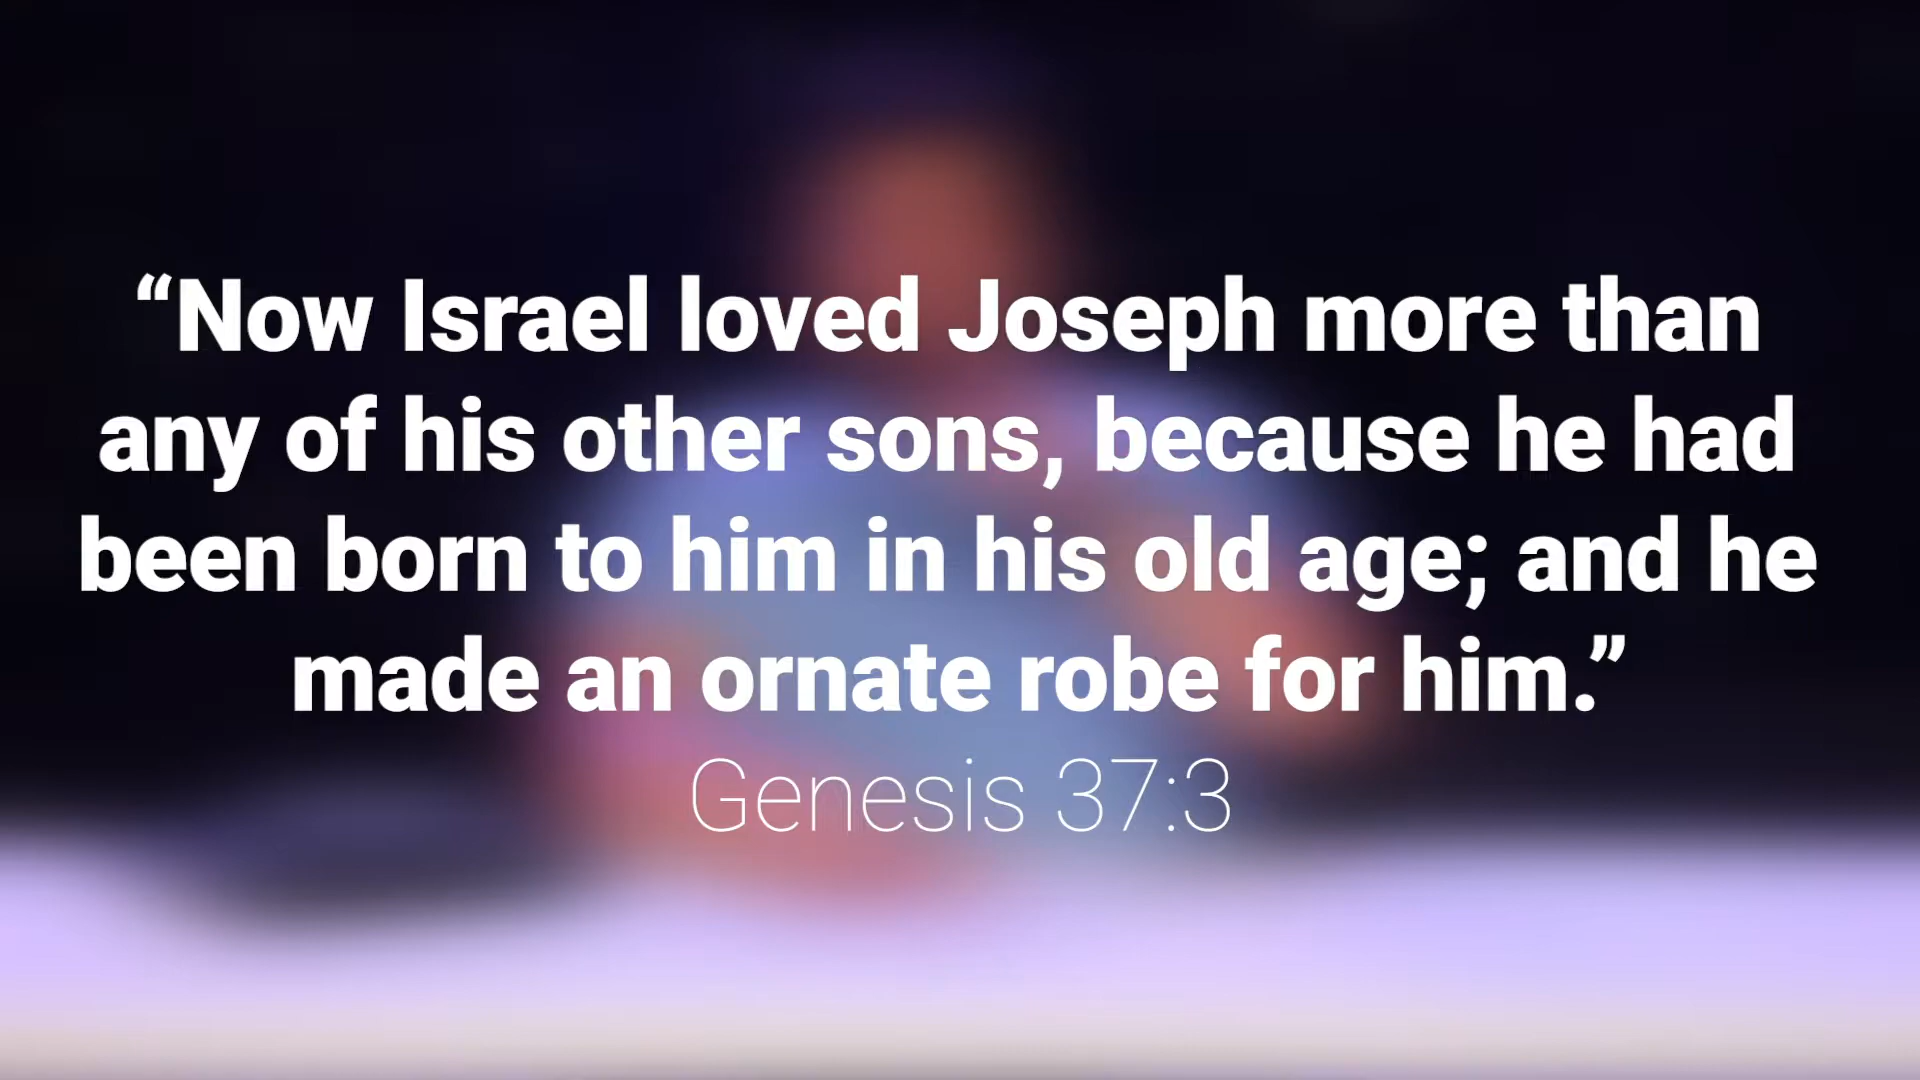 “Now Israel loved Joseph more than
any of his other sons, because he had
been born to him in his old age; and he
made an ornate robe for him.”
Genesis 37:3